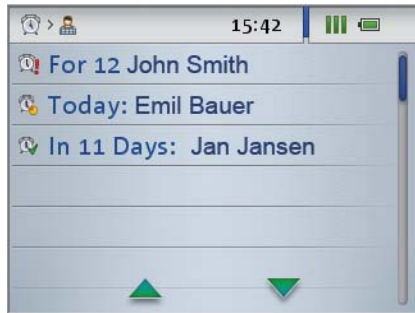 15:42
For 12 John Smith
Today: Emil Bauer
In 11 Days: Jan Jansen